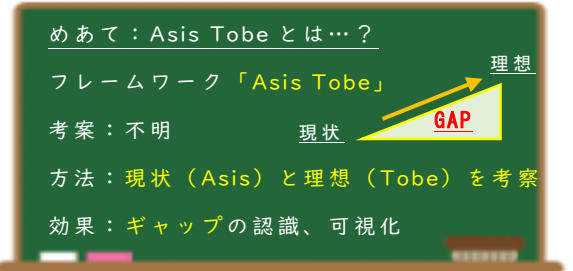 めあて：Asis Tobe とは…？
理想
フレームワーク「Asis Tobe」
GAP
考案：不明
現状
方法：現状（Asis）と理想（Tobe）を考察
効果：ギャップの認識、可視化